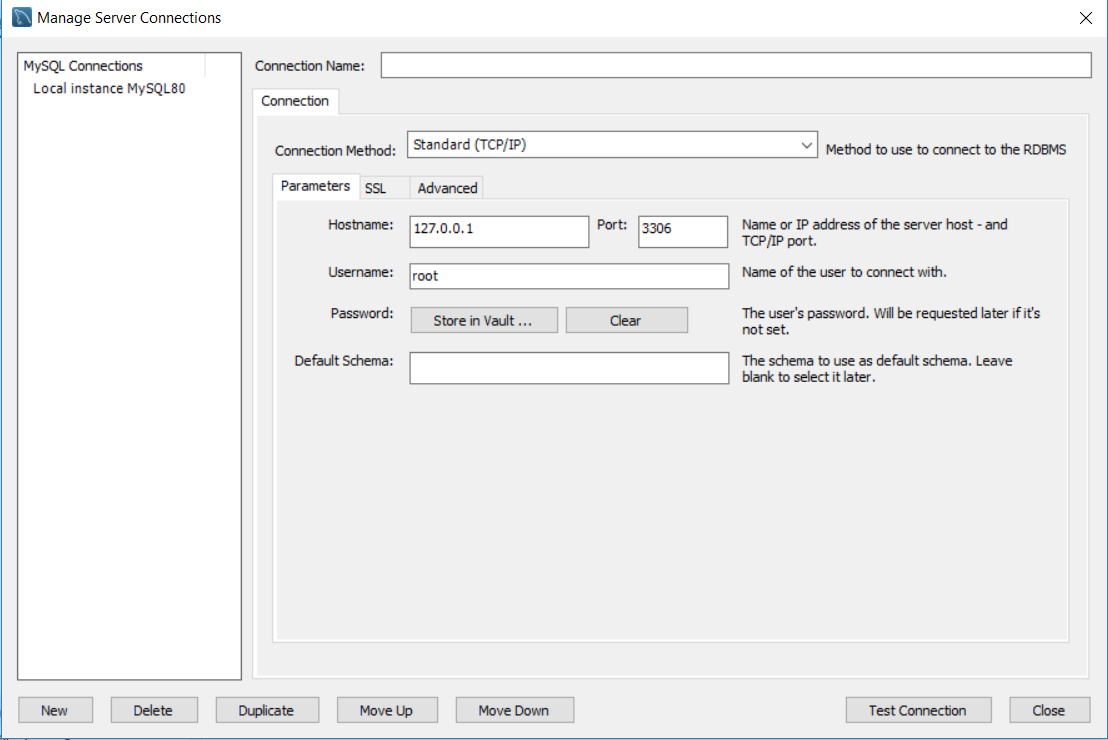 Manage Server Connections
MySQL Connections
Local instance MySQL80
Connection Name:
Connection
Connection Method: Standard (TCP/IP) Method to use to connect to the RDBMS
Parameters SSL Advanced
Hostname: 127.0.0.1 Port: 3306 Name or IP address of the server host - and
TCP/IP port.
Username: root Name of the user to connect with.
Password: Store in Vault ... Clear The user's password. Will be requested later if it's
not set.
Default Schema: The schema to use as default schema. Leave
blank to select it later.
New Delete Duplicate Move Up Move Down Test Connection Close